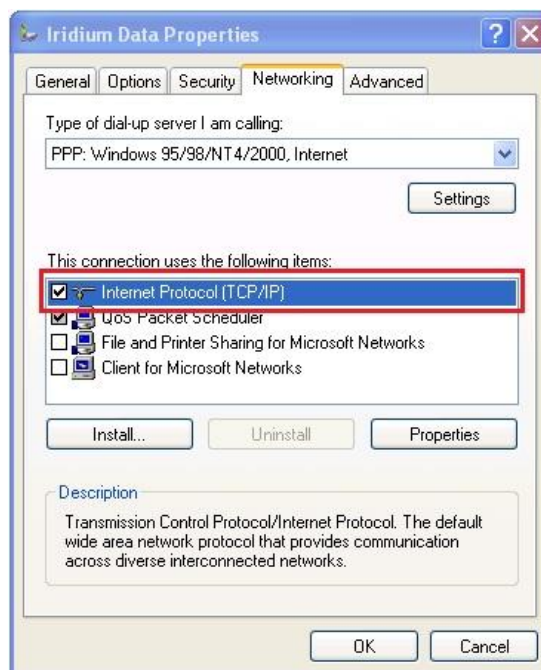 Iridium Data Properties
General Options Security Networking Advanced
Type of dial-up server I am calling:
PPP: Windows 95/98/NT4/2000, Internet
Settings
This connection uses the following items:
Internet Protocol (TCP/IP)
QoS Packet Scheduler
File and Printer Sharing for Microsoft Networks
Client for Microsoft Networks
Install... Uninstall Properties
Description
Transmission Control Protocol/Internet Protocol. The default
wide area network protocol that provides communication
across diverse interconnected networks.
OK Cancel